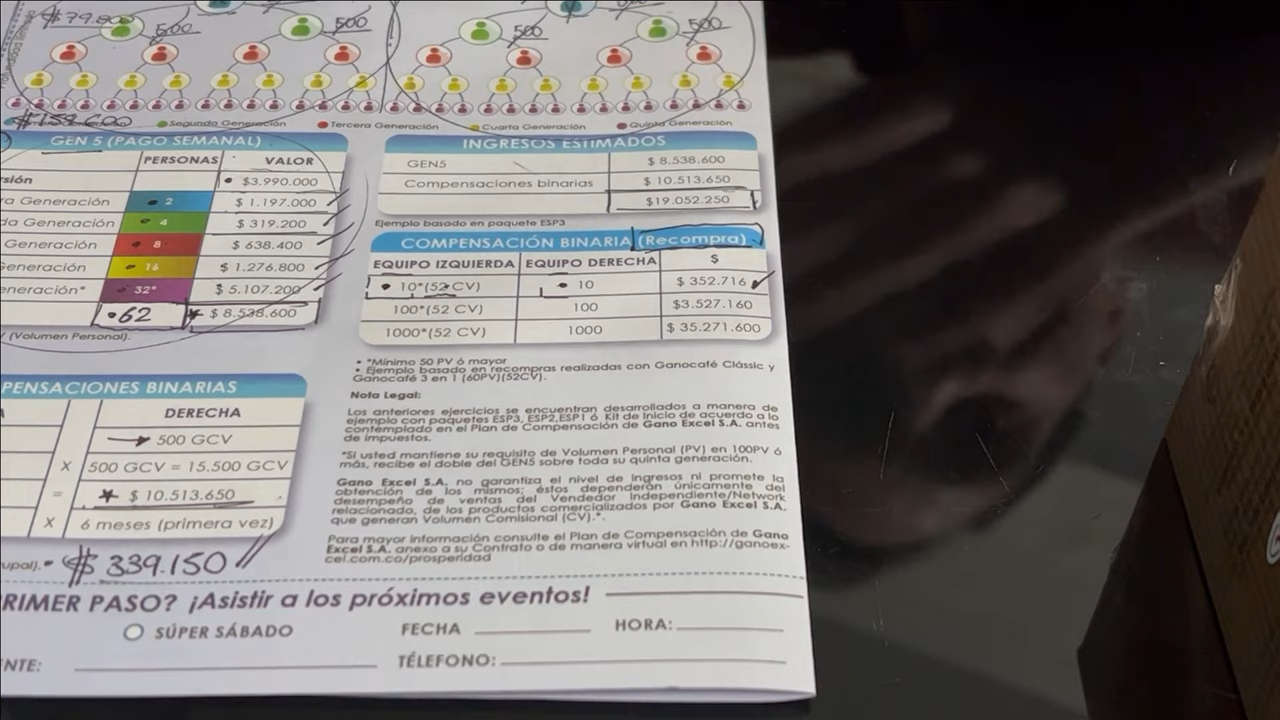 $79.800
500
500
500
500
$159.600
Segunda Generación
Tercera Generación
Cuarta Generación
Quinta Generación
GEN 5 (PAGO SEMANAL)
PERSONAS VALOR
rsión $3.990.000
ra Generación 2 $ 1.197.000
da Generación 4 $ 319.200
Generación 8 $ 638.400
Generación 16 $ 1.276.800
eneración* 32* $ 5.107.200
62 $ 8.538.600
V (Volumen Personal).
INGRESOS ESTIMADOS
GEN5 $ 8.538.600
Compensaciones binarias $ 10.513.650
$19.052.250
Ejemplo basado en paquete ESP3
COMPENSACIÓN BINARIA (Recompra)
EQUIPO IZQUIERDA EQUIPO DERECHA $
10*(52 CV) 10 $ 352.716
100*(52 CV) 100 $3.527.160
1000*(52 CV) 1000 $ 35.271.600
• *Mínimo 50 PV ó mayor
• Ejemplo basado en recompras realizadas con Ganocafé Clássic y
Ganocafé 3 en 1 (60PV)(52CV).
Nota Legal:
Los anteriores ejercicios se encuentran desarrollados a manera de
ejemplo con paquetes ESP3, ESP2,ESP1 ó Kit de Inicio de acuerdo a lo
contemplado en el Plan de Compensación de Gano Excel S.A. antes
de impuestos.
*Si usted mantiene su requisito de Volumen Personal (PV) en 100PV ó
más, recibe el doble del GEN5 sobre toda su quinta generación.
Gano Excel S.A. no garantiza el nivel de ingresos ni promete la
obtención de los mismos; éstos dependerán únicamente del
desempeño de ventas del Vendedor Independiente/Network
relacionado, de los productos comercializados por Gano Excel S.A.
que generan Volumen Comisional (CV).*.
Para mayor información consulte el Plan de Compensación de Gano
Excel S.A. anexo a su Contrato o de manera virtual en http://ganoex-
cel.com.co/prosperidad
PENSACIONES BINARIAS
DERECHA
500 GCV
X 500 GCV = 15.500 GCV
= $ 10.513.650
X 6 meses (primera vez)
upal). $ 339.150
RIMER PASO? ¡Asistir a los próximos eventos!
SÚPER SÁBADO FECHA HORA:
NTE: TÉLEFONO: